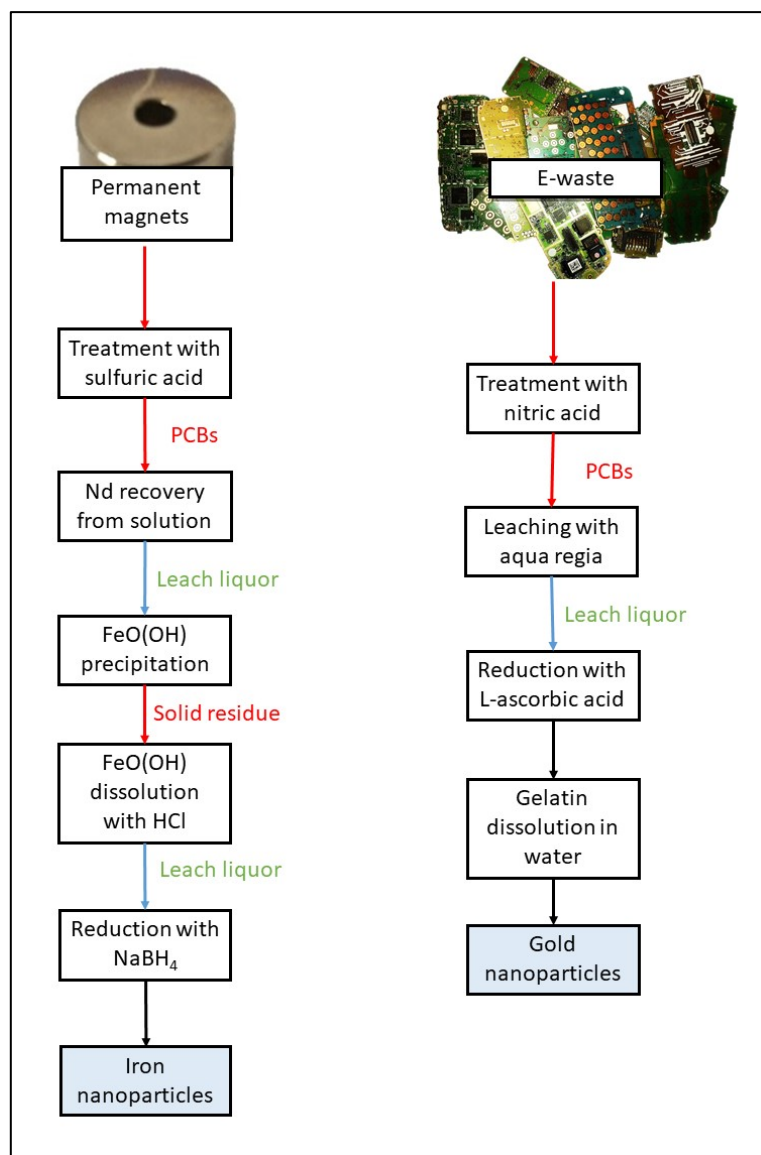 Permanent
magnets
Treatment with
sulfuric acid
PCBs
Nd recovery
from solution
Leach liquor
FeO(OH)
precipitation
Solid residue
FeO(OH)
dissolution
with HCl
Leach liquor
Reduction with
NaBH₄
Iron
nanoparticles
E-waste
Treatment with
nitric acid
PCBs
Leaching with
aqua regia
Leach liquor
Reduction with
L-ascorbic acid
Gelatin
dissolution in
water
Gold
nanoparticles